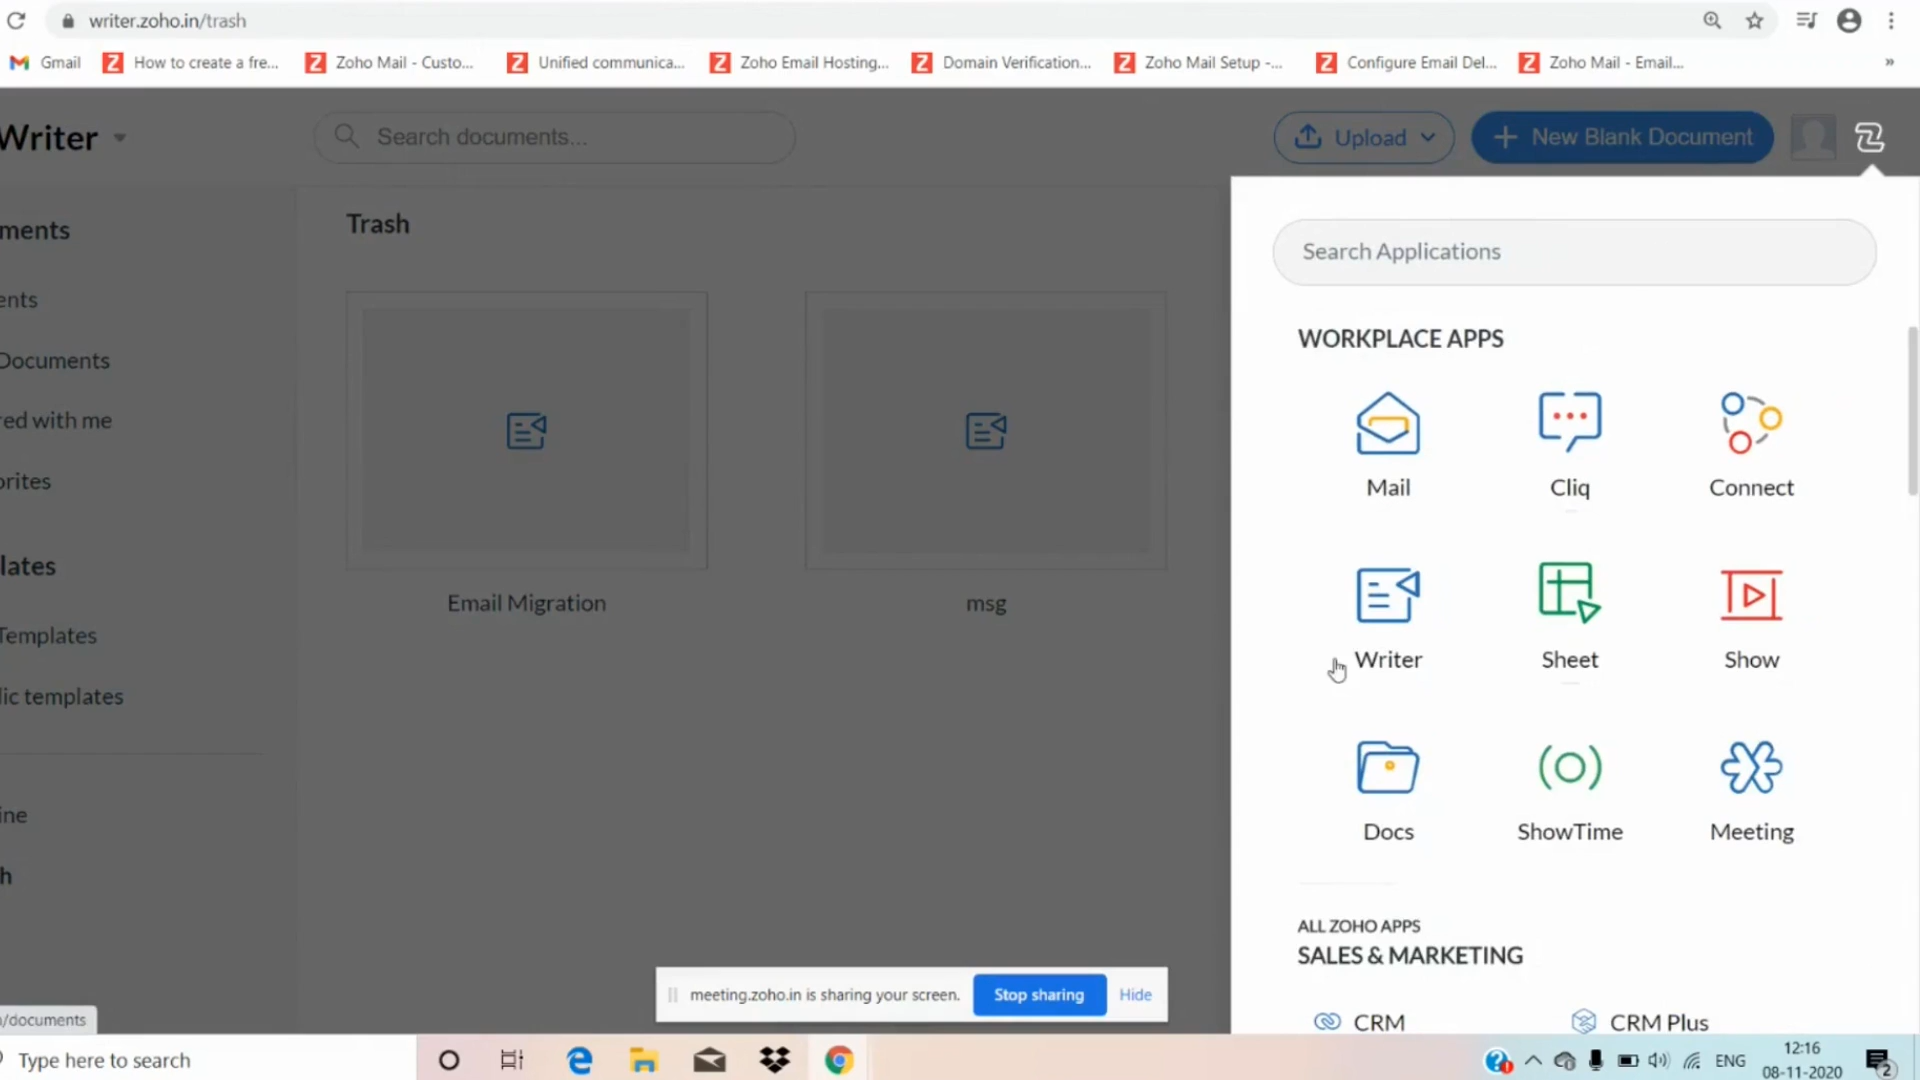 writer.zoho.in/trash
Gmail
How to create a fre...
Zoho Mail - Custo...
Unified communica...
Zoho Email Hosting...
Domain Verification...
Zoho Mail Setup -...
Configure Email Del...
Zoho Mail - Email...
»
Writer
Search documents...
Upload
New Blank Document
ments
ents
Documents
red with me
orites
lates
Templates
lic templates
ine
h
Trash
Email Migration
msg
Search Applications
WORKPLACE APPS
Mail
Cliq
Connect
Writer
Sheet
Show
Docs
ShowTime
Meeting
ALL ZOHO APPS
SALES & MARKETING
CRM
CRM Plus
meeting.zoho.in is sharing your screen.
Stop sharing
Hide
/documents
Type here to search
ENG
12:16
08-11-2020
2